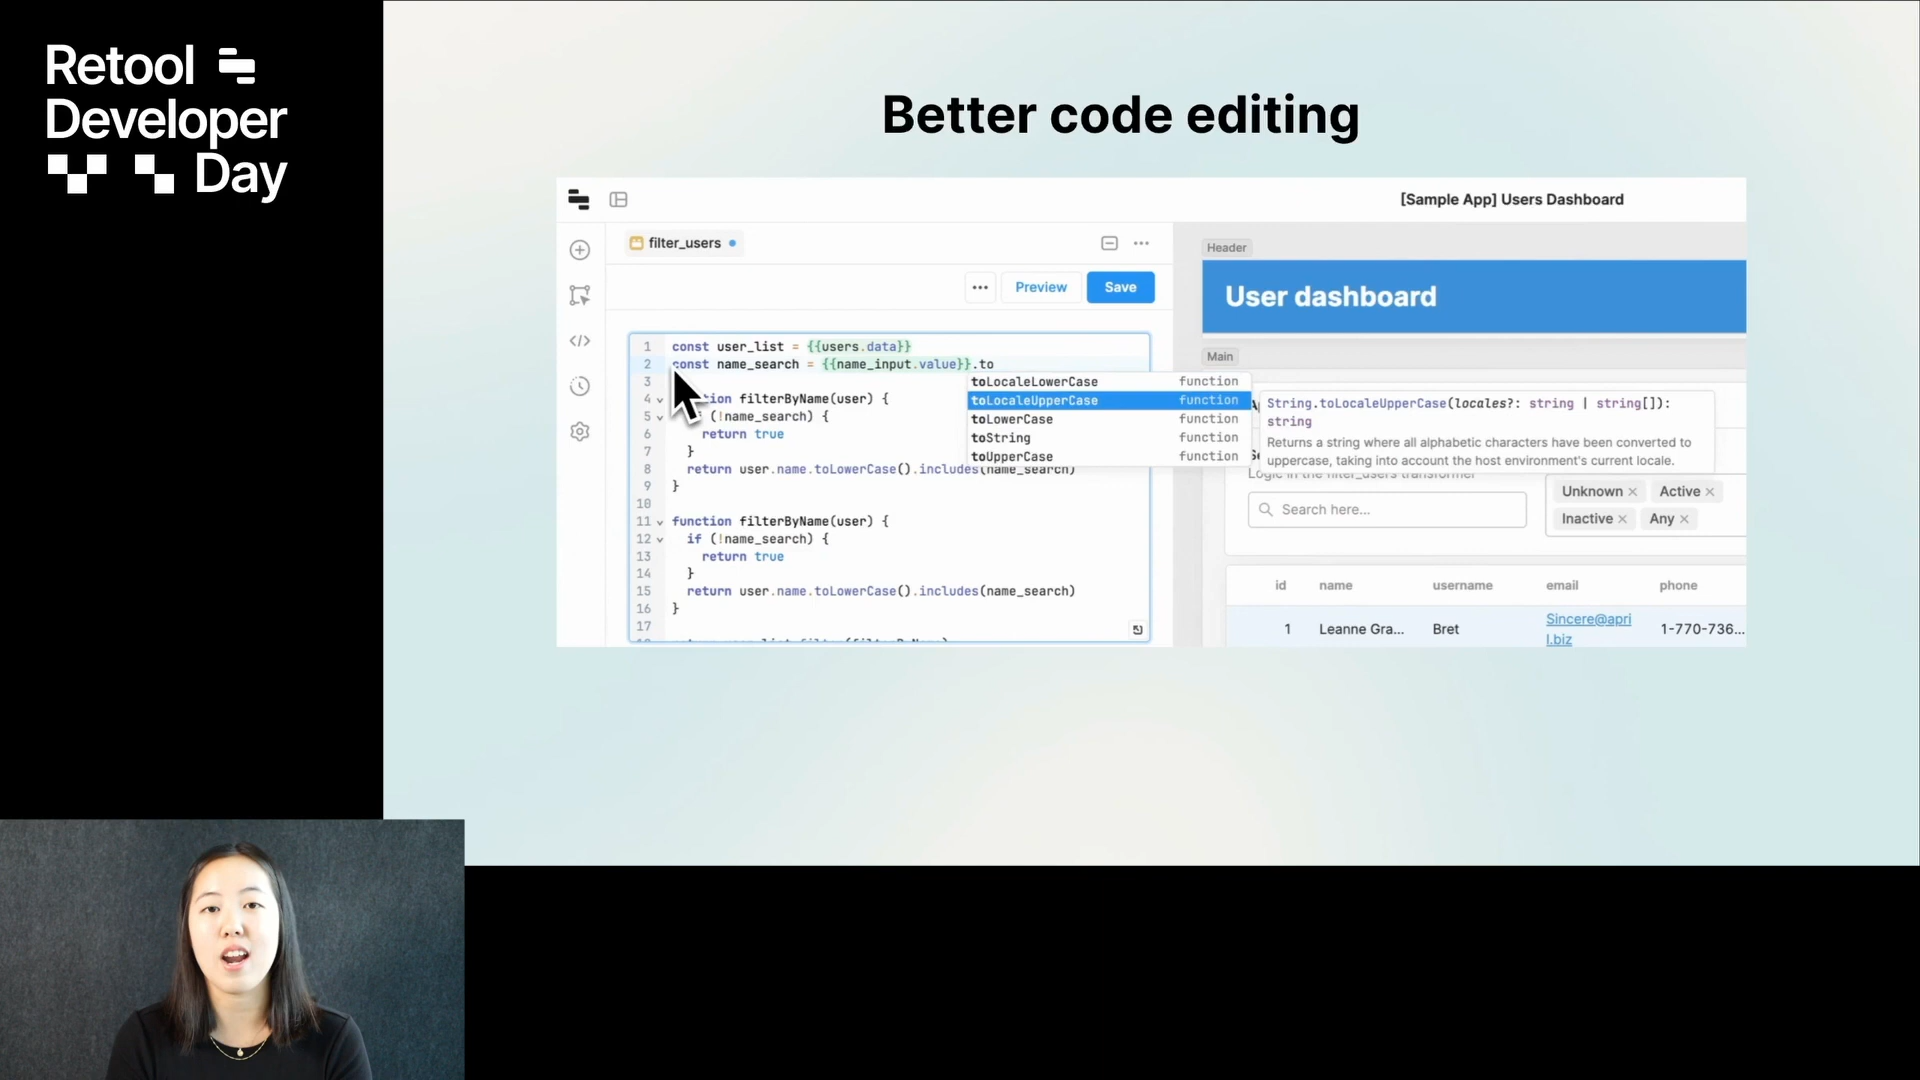 Retool
Developer
Day
Better code editing
[Sample App] Users Dashboard
filter_users
Preview
Save
1 const user_list = {{users.data}}
2 const name_search = {{name_input.value}}.to
3
4 tion filterByName(user) {
5 (!name_search) {
6 return true
7 }
8 return user.name.toLowerCase().includes(name_search)
9 }
10
11 function filterByName(user) {
12 if (!name_search) {
13 return true
14 }
15 return user.name.toLowerCase().includes(name_search)
16 }
17
toLocaleLowerCase function
toLocaleUpperCase function
toLowerCase function
toString function
toUpperCase function
String.toLocaleUpperCase(locales?: string | string[]):
string
Returns a string where all alphabetic characters have been converted to
uppercase, taking into account the host environment's current locale.
Header
User dashboard
Main
Logic in the filter_users transformer
Search here...
Unknown × Active ×
Inactive × Any ×
id name username email phone
1 Leanne Gra... Bret Sincere@apri
l.biz 1-770-736...